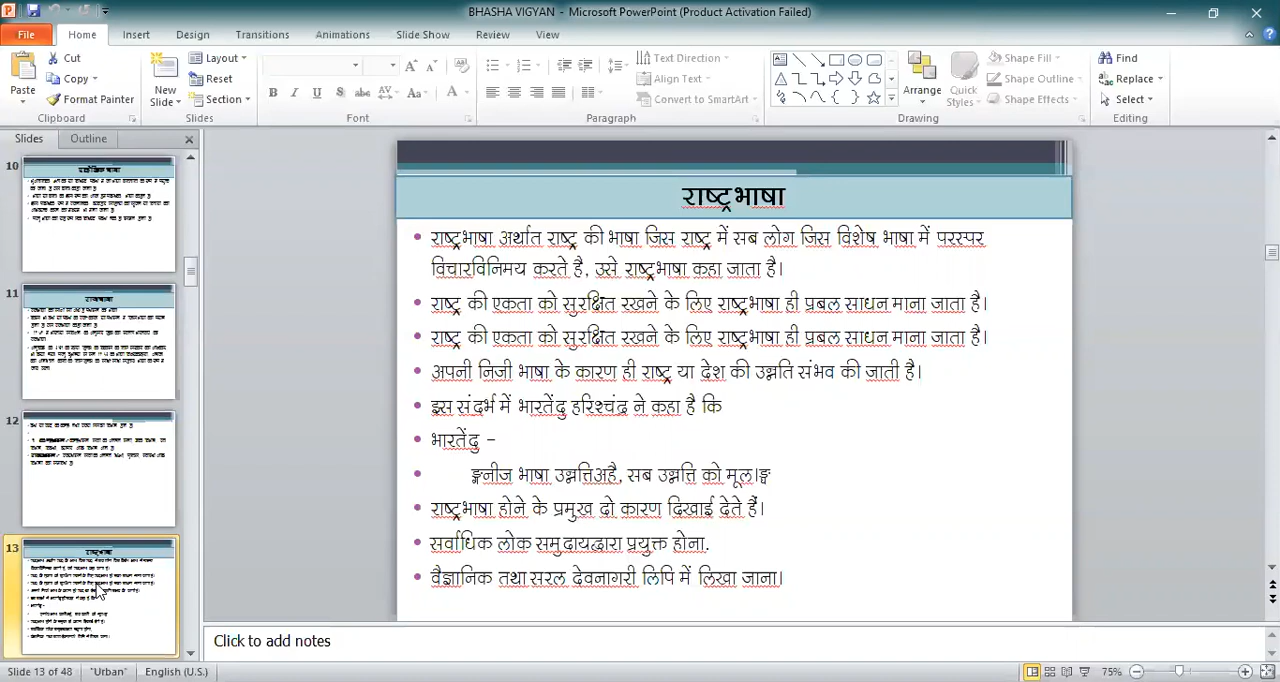 BHASHA VIGYAN - Microsoft PowerPoint (Product Activation Failed)
File Home Insert Design Transitions Animations Slide Show Review View
Cut
Copy
Format Painter
Paste
Clipboard
New Slide
Layout
Reset
Section
Slides
Font
Text Direction
Align Text
Convert to SmartArt
Paragraph
Arrange
Quick Styles
Shape Fill
Shape Outline
Shape Effects
Drawing
Find
Replace
Select
Editing
Slides Outline
10
11
12
13
राष्ट्रभाषा
राष्ट्रभाषा
राष्ट्रभाषा अर्थात राष्ट्र की भाषा जिस राष्ट्र में सब लोग जिस विशेष भाषा में परस्पर
विचारविनिमय करते है, उसे राष्ट्रभाषा कहा जाता है।
राष्ट्र की एकता को सुरक्षित रखने के लिए राष्ट्रभाषा ही प्रबल साधन माना जाता है।
राष्ट्र की एकता को सुरक्षित रखने के लिए राष्ट्रभाषा ही प्रबल साधन माना जाता है।
अपनी निजी भाषा के कारण ही राष्ट्र या देश की उन्नति संभव की जाती है।
इस संदर्भ में भारतेंदु हरिश्चंद्र ने कहा है कि
भारतेंदु –
ङ्कनीज भाषा उन्नत्तिअहै, सब उन्नत्ति को मूल।ङ्क
राष्ट्रभाषा होने के प्रमुख दो कारण दिखाई देते हैं।
सर्वाधिक लोक समुदायद्वारा प्रयुक्त होना.
वैज्ञानिक तथा सरल देवनागरी लिपि में लिखा जाना।
Click to add notes
Slide 13 of 48 "Urban" English (U.S.) 75%